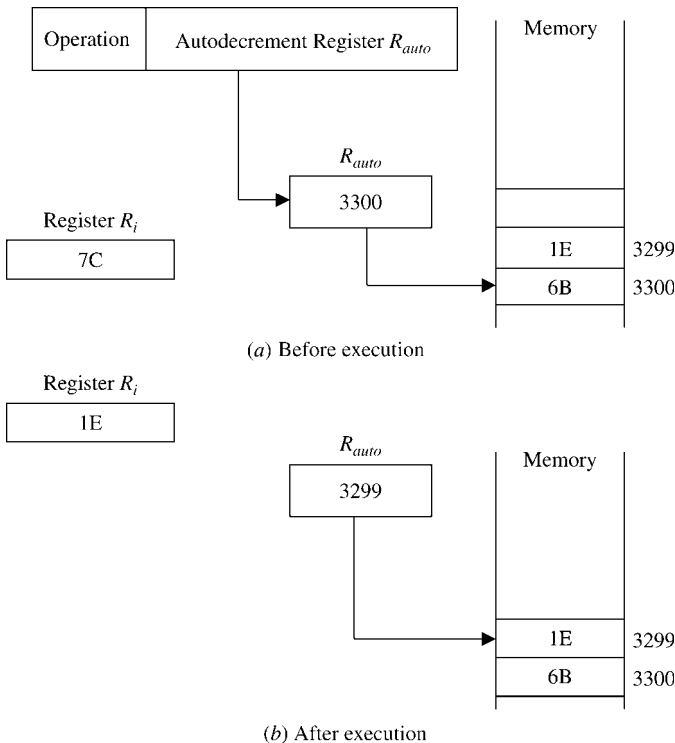 Operation
Autodecrement Register R_auto
Memory
R_auto
3300
Register R_i
7C
1E 3299
6B 3300
(a) Before execution
Register R_i
1E
R_auto
3299
Memory
1E 3299
6B 3300
(b) After execution